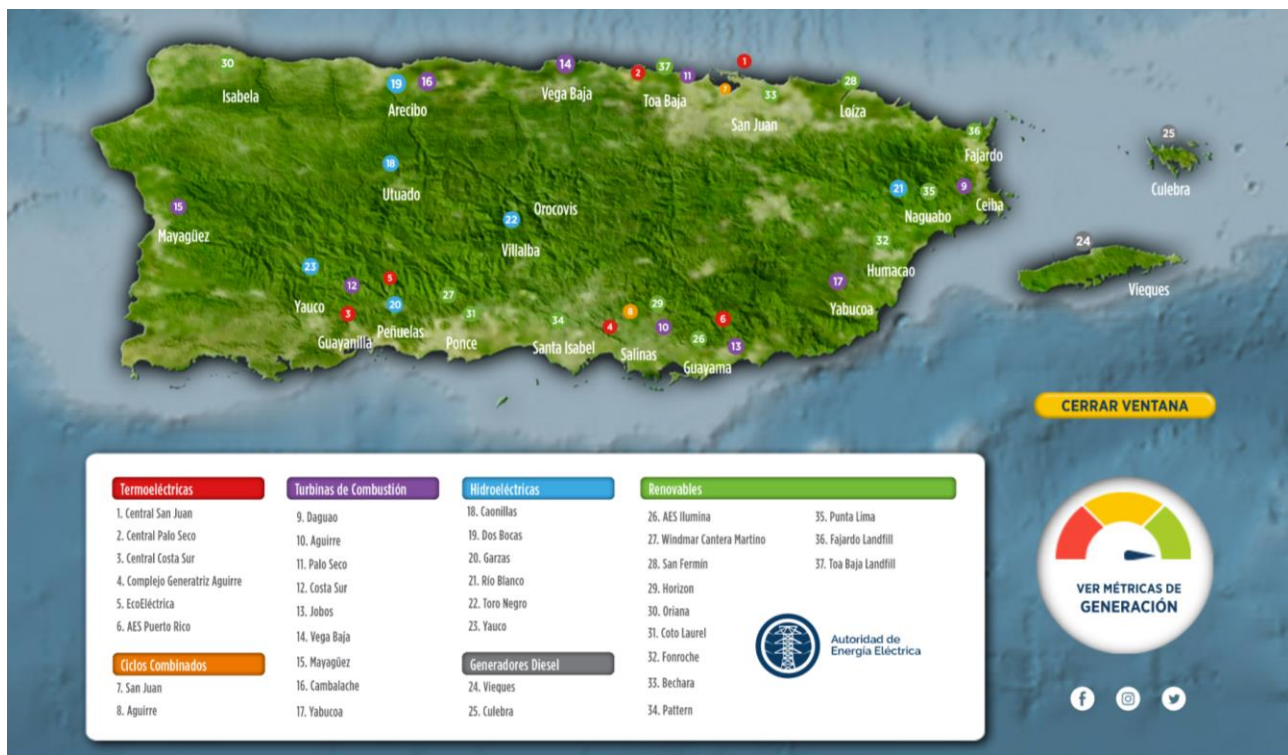 30
Isabela
19
16
Arecibo
14
Vega Baja
2
37
11
Toa Baja
1
7
33
San Juan
28
Loíza
36
Fajardo
25
Culebra
18
Utuado
15
Mayagüez
22
Orocovis
Villalba
21
35
9
Naguabo
Ceiba
32
Humacao
24
Vieques
23
Yauco
12
5
3
20
Guayanilla
Peñuelas
27
31
Ponce
34
Santa Isabel
4
8
29
10
Salinas
6
26
13
Guayama
17
Yabucoa
CERRAR VENTANA
Termoeléctricas
1. Central San Juan
2. Central Palo Seco
3. Central Costa Sur
4. Complejo Generatriz Aguirre
5. EcoEléctrica
6. AES Puerto Rico
Ciclos Combinados
7. San Juan
8. Aguirre
Turbinas de Combustión
9. Daguao
10. Aguirre
11. Palo Seco
12. Costa Sur
13. Jobos
14. Vega Baja
15. Mayagüez
16. Cambalache
17. Yabucoa
Hidroeléctricas
18. Caonillas
19. Dos Bocas
20. Garzas
21. Río Blanco
22. Toro Negro
23. Yauco
Generadores Diesel
24. Vieques
25. Culebra
Renovables
26. AES Ilumina
27. Windmar Cantera Martino
28. San Fermín
29. Horizon
30. Oriana
31. Coto Laurel
32. Fonroche
33. Bechara
34. Pattern
35. Punta Lima
36. Fajardo Landfill
37. Toa Baja Landfill
Autoridad de
Energía Eléctrica
VER MÉTRICAS DE
GENERACIÓN